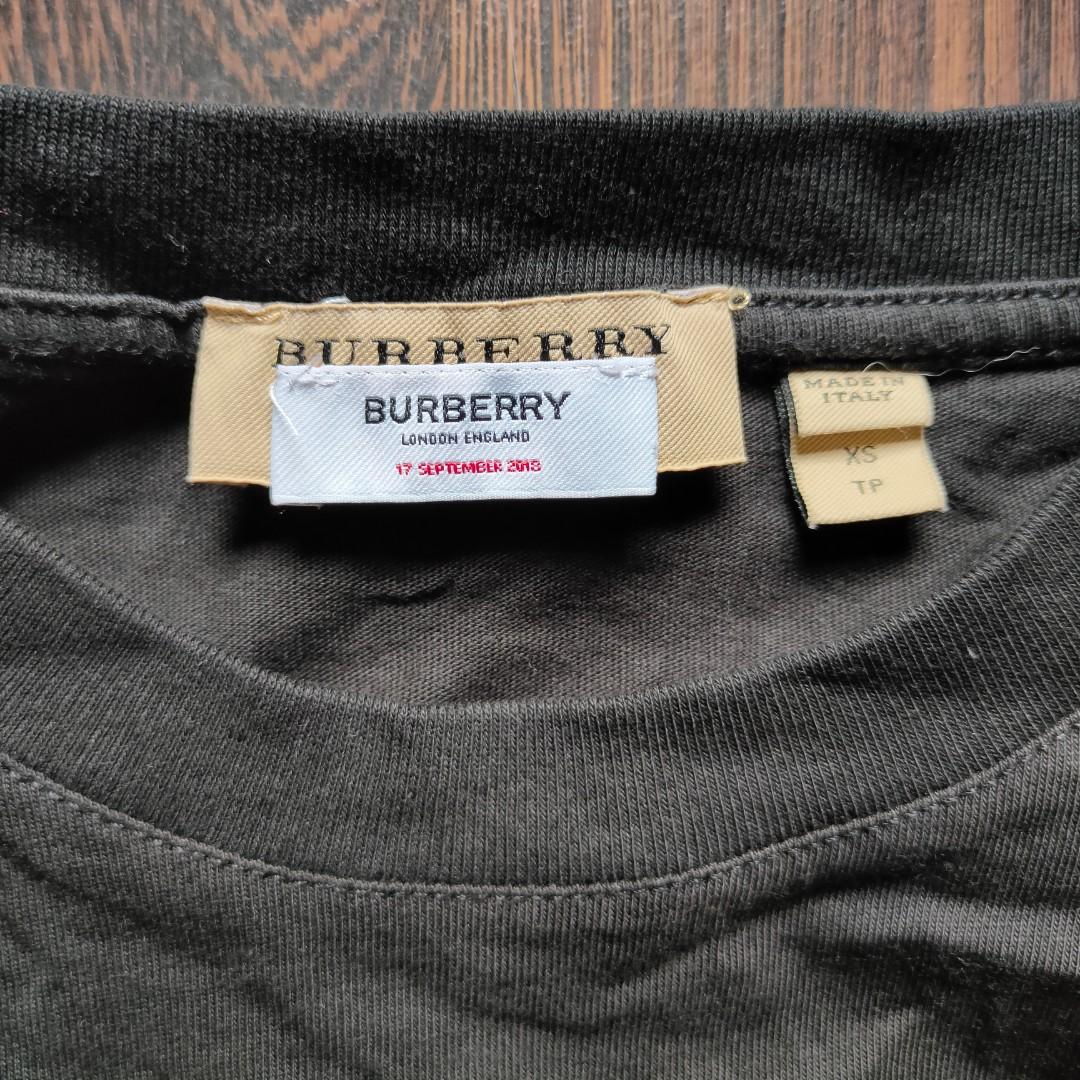 BURBERRY
BURBERRY
LONDON ENGLAND
17 SEPTEMBER 2018
MADE IN
ITALY
XS
TP